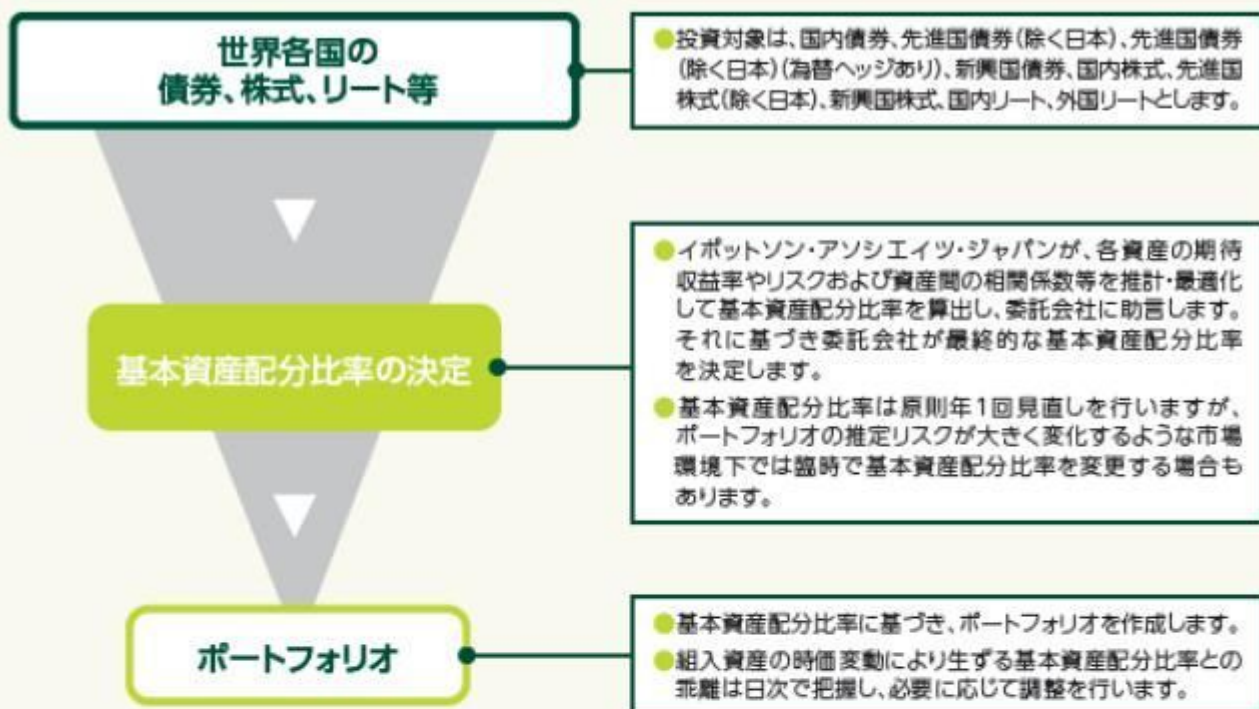 世界各国の
債券、株式、リート等
●投資対象は、国内債券、先進国債券(除く日本)、先進国債券
(除く日本)(為替ヘッジあり)、新興国債券、国内株式、先進国
株式(除く日本)、新興国株式、国内リート、外国リートとします。
基本資産配分比率の決定
●イボットソン・アソシエイツ・ジャパンが、各資産の期待
収益率やリスクおよび資産間の相関係数等を推計・最適化
して基本資産配分比率を算出し、委託会社に助言します。
それに基づき委託会社が最終的な基本資産配分比率
を決定します。
●基本資産配分比率は原則年1回見直しを行いますが、
ポートフォリオの推定リスクが大きく変化するような市場
環境下では臨時で基本資産配分比率を変更する場合も
あります。
ポートフォリオ
●基本資産配分比率に基づき、ポートフォリオを作成します。
●組入資産の時価変動により生ずる基本資産配分比率との
乖離は日次で把握し、必要に応じて調整を行います。